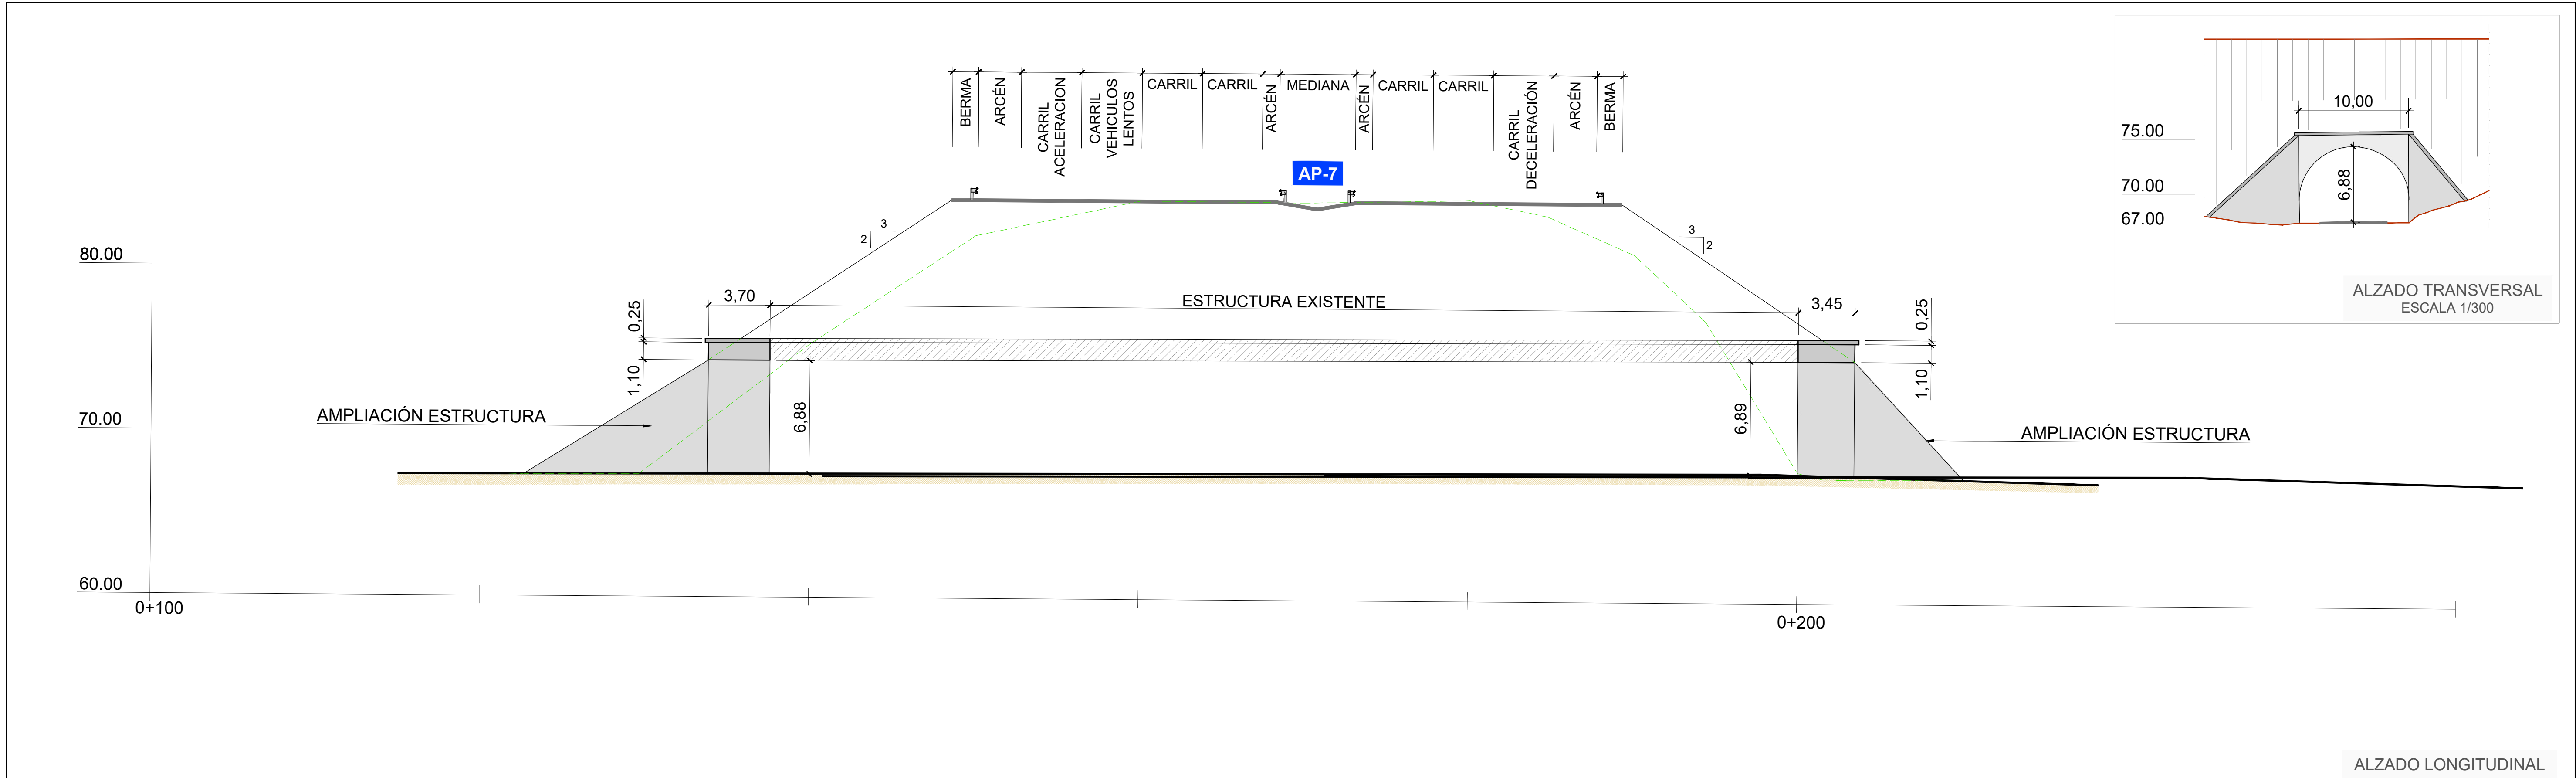 BERMA
ARCÉN
CARRIL
ACELERACION
CARRIL
VEHICULOS
LENTOS
CARRIL
CARRIL
ARCÉN
MEDIANA
ARCÉN
CARRIL
CARRIL
CARRIL
DECELERACIÓN
ARCÉN
BERMA
AP-7
3
2
3
2
80.00
70.00
60.00
0,25
1,10
3,70
ESTRUCTURA EXISTENTE
3,45
0,25
1,10
6,88
6,89
AMPLIACIÓN ESTRUCTURA
AMPLIACIÓN ESTRUCTURA
0+100
0+200
10,00
75.00
70.00
67.00
6,88
ALZADO TRANSVERSAL
ESCALA 1/300
ALZADO LONGITUDINAL